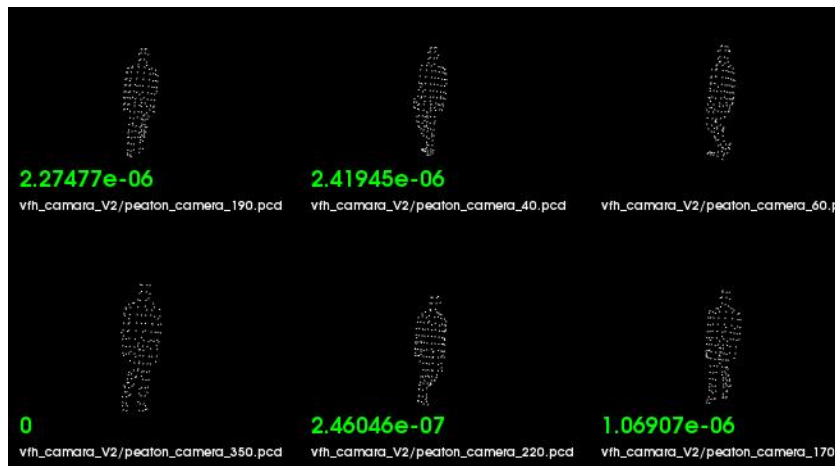 2.27477e-06
2.41945e-06
vfh_camara_V2/peaton_camera_190.pcd
vfh_camara_V2/peaton_camera_40.pcd
vfh_camara_V2/peaton_camera_60.p
0
2.46046e-07
1.06907e-06
vfh_camara_V2/peaton_camera_350.pcd
vfh_camara_V2/peaton_camera_220.pcd
vfh_camara_V2/peaton_camera_170